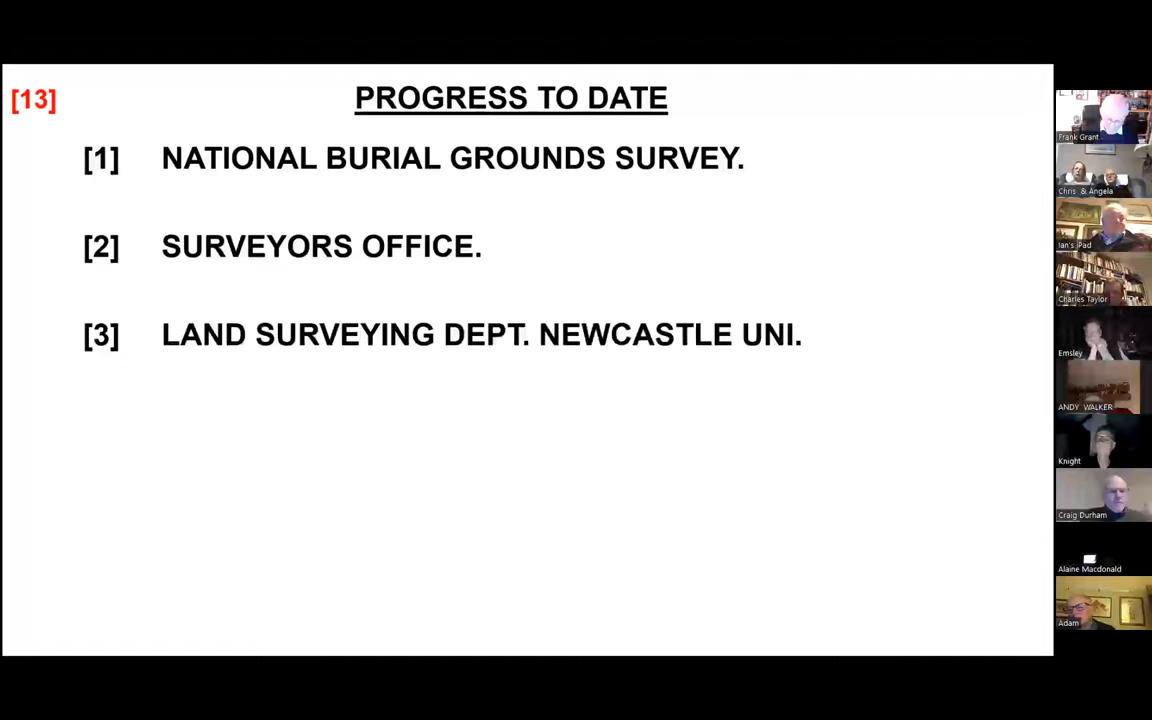 [13]
PROGRESS TO DATE
[1] NATIONAL BURIAL GROUNDS SURVEY.
[2] SURVEYORS OFFICE.
[3] LAND SURVEYING DEPT. NEWCASTLE UNI.
Frank Grant
Chris & Angela
Ian's iPad
Charles Taylor
Emsley
ANDY WALKER
Knight
Craig Durham
Alaine Macdonald
Adam